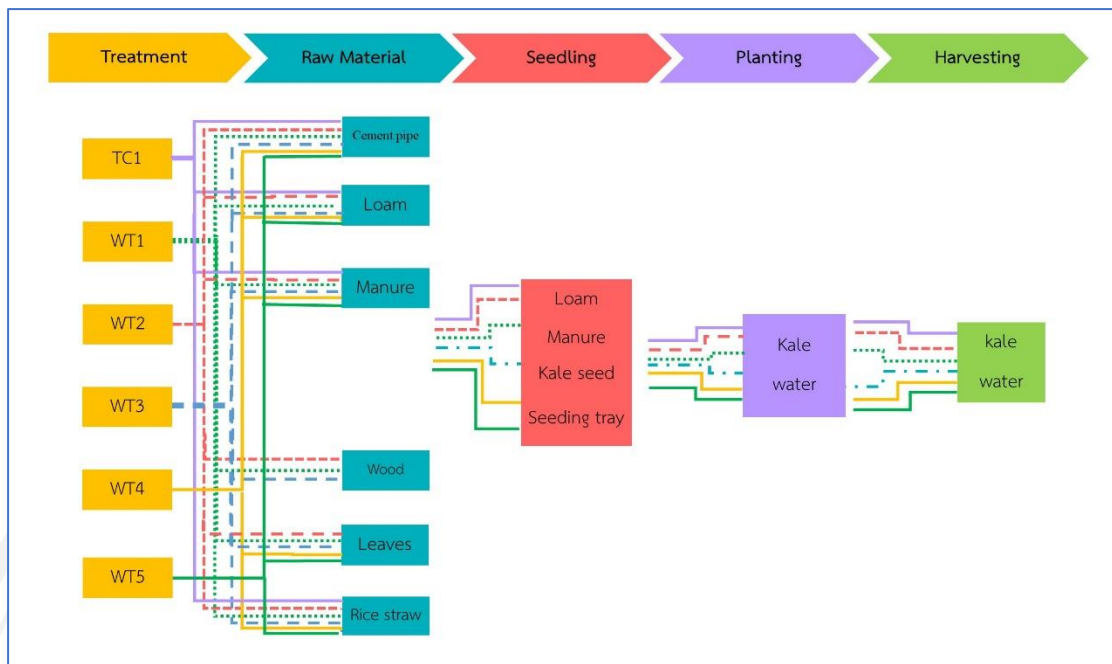 Treatment
Raw Material
Seedling
Planting
Harvesting
TC1
WT1
WT2
WT3
WT4
WT5
Cement pipe
Loam
Manure
Wood
Leaves
Rice straw
Loam
Manure
Kale seed
Seeding tray
Kale
water
kale
water